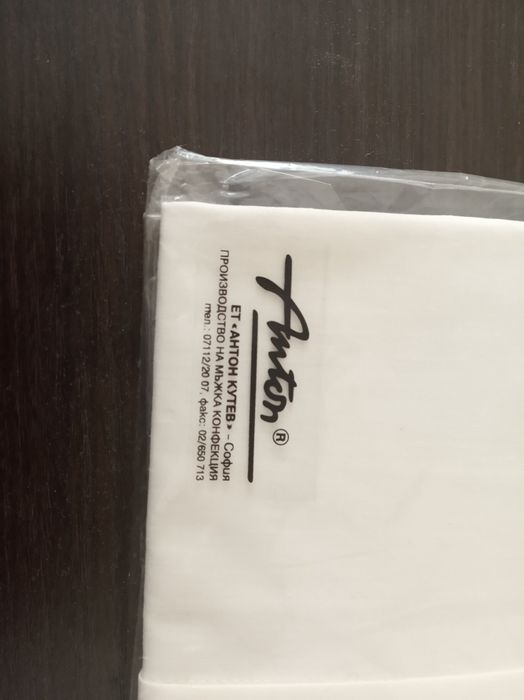 Anton®
ЕТ «АНТОН КУТЕВ» – София
ПРОИЗВОДСТВО НА МЪЖКА КОНФЕКЦИЯ
тел.: 07112/20 07, факс: 02/650 713